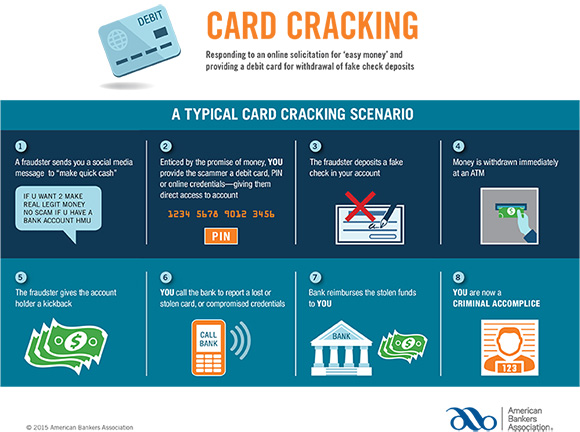 DEBIT
CARD CRACKING
Responding to an online solicitation for ‘easy money’ and
providing a debit card for withdrawal of fake check deposits
A TYPICAL CARD CRACKING SCENARIO
1
A fraudster sends you a social media
message to “make quick cash”
IF U WANT 2 MAKE
REAL LEGIT MONEY
NO SCAM IF U HAVE A
BANK ACCOUNT HMU
2
Enticed by the promise of money, YOU
provide the scammer a debit card, PIN
or online credentials—giving them
direct access to account
1234 5678 9012 3456
PIN
3
The fraudster deposits a fake
check in your account
4
Money is withdrawn immediately
at an ATM
$
5
The fraudster gives the account
holder a kickback
$
6
YOU call the bank to report a lost or
stolen card, or compromised credentials
CALL
BANK
7
Bank reimburses the stolen funds
to YOU
BANK
$
8
YOU are now a
CRIMINAL ACCOMPLICE
123
© 2015 American Bankers Association
American
Bankers
Association®